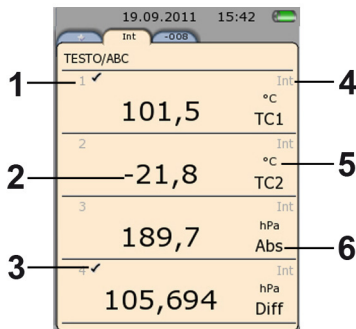 19.09.2011 15:42
Int -008
TESTO/ABC
1 1 ✓ Int 4
101,5 °C TC1
2 Int
2 -21,8 °C TC2 5
3 Int
189,7 hPa Abs 6
3 4 ✓ Int
105,694 hPa Diff